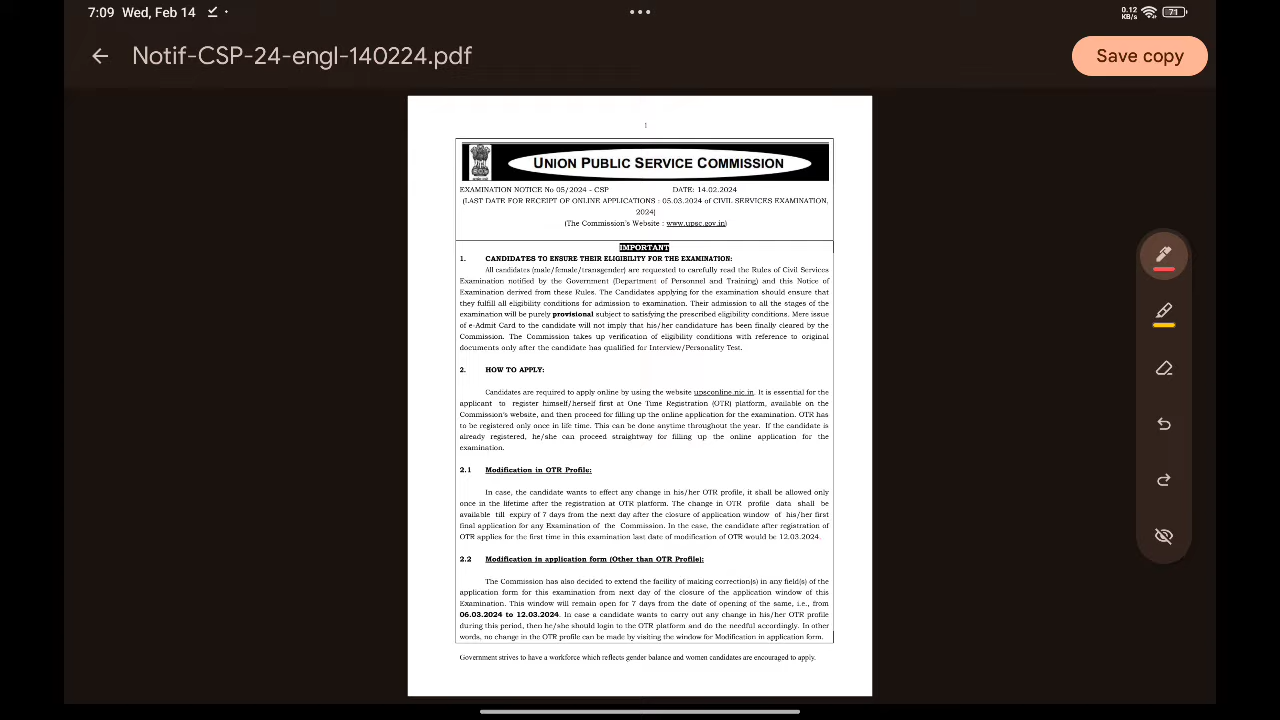 7:09 Wed, Feb 14
0.12
KB/s
71
Notif-CSP-24-engl-140224.pdf
Save copy
1
UNION PUBLIC SERVICE COMMISSION
EXAMINATION NOTICE No 05/2024 - CSP DATE: 14.02.2024
(LAST DATE FOR RECEIPT OF ONLINE APPLICATIONS : 05.03.2024 of CIVIL SERVICES EXAMINATION,
2024)
(The Commission's Website : www.upsc.gov.in)
IMPORTANT
1. CANDIDATES TO ENSURE THEIR ELIGIBILITY FOR THE EXAMINATION:
All candidates (male/female/transgender) are requested to carefully read the Rules of Civil Services
Examination notified by the Government (Department of Personnel and Training) and this Notice of
Examination derived from these Rules. The Candidates applying for the examination should ensure that
they fulfill all eligibility conditions for admission to examination. Their admission to all the stages of the
examination will be purely provisional subject to satisfying the prescribed eligibility conditions. Mere issue
of e-Admit Card to the candidate will not imply that his/her candidature has been finally cleared by the
Commission. The Commission takes up verification of eligibility conditions with reference to original
documents only after the candidate has qualified for Interview/Personality Test.
2. HOW TO APPLY:
Candidates are required to apply online by using the website upsconline.nic.in. It is essential for the
applicant to register himself/herself first at One Time Registration (OTR) platform, available on the
Commission's website, and then proceed for filling up the online application for the examination. OTR has
to be registered only once in life time. This can be done anytime throughout the year. If the candidate is
already registered, he/she can proceed straightway for filling up the online application for the
examination.
2.1 Modification in OTR Profile:
In case, the candidate wants to effect any change in his/her OTR profile, it shall be allowed only
once in the lifetime after the registration at OTR platform. The change in OTR profile data shall be
available till expiry of 7 days from the next day after the closure of application window of his/her first
final application for any Examination of the Commission. In the case, the candidate after registration of
OTR applies for the first time in this examination last date of modification of OTR would be 12.03.2024.
2.2 Modification in application form (Other than OTR Profile):
The Commission has also decided to extend the facility of making correction(s) in any field(s) of the
application form for this examination from next day of the closure of the application window of this
Examination. This window will remain open for 7 days from the date of opening of the same, i.e., from
06.03.2024 to 12.03.2024. In case a candidate wants to carry out any change in his/her OTR profile
during this period, then he/she should login to the OTR platform and do the needful accordingly. In other
words, no change in the OTR profile can be made by visiting the window for Modification in application form.
Government strives to have a workforce which reflects gender balance and women candidates are encouraged to apply.